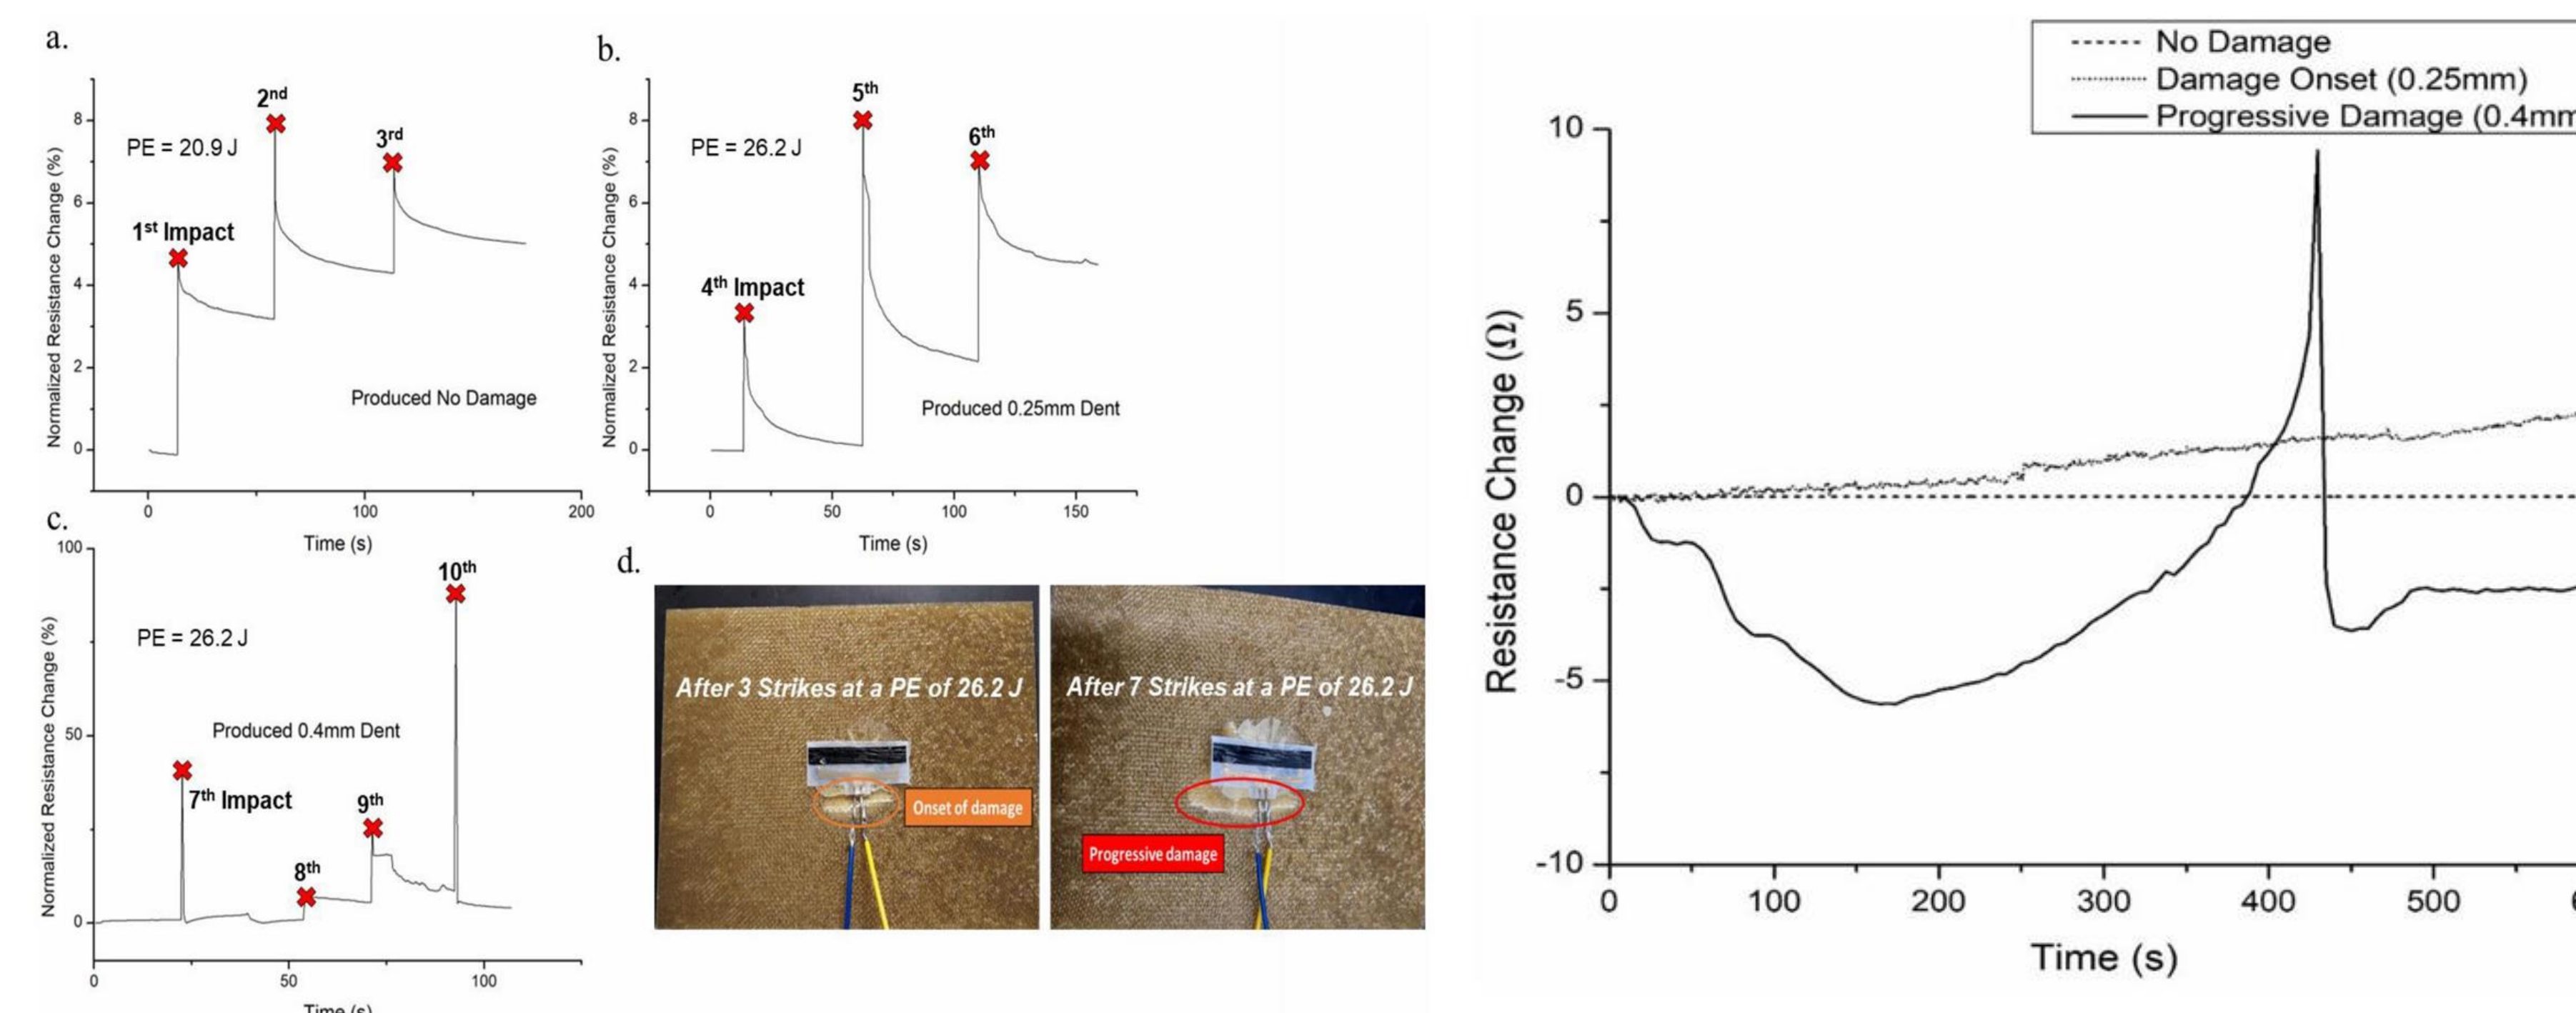 a.
Normalized Resistance Change (%)
8
6
4
2
0
0
100
200
Time (s)
PE = 20.9 J
1st Impact
2nd
3rd
Produced No Damage
b.
Normalized Resistance Change (%)
8
6
4
2
0
0
50
100
150
Time (s)
PE = 26.2 J
4th Impact
5th
6th
Produced 0.25mm Dent
c.
Normalized Resistance Change (%)
100
50
0
0
50
100
Time (s)
PE = 26.2 J
Produced 0.4mm Dent
7th Impact
8th
9th
10th
d.
After 3 Strikes at a PE of 26.2 J
Onset of damage
After 7 Strikes at a PE of 26.2 J
Progressive damage
No Damage
Damage Onset (0.25mm)
Progressive Damage (0.4mm
Resistance Change (Ω)
10
5
0
-5
-10
0
100
200
300
400
500
Time (s)